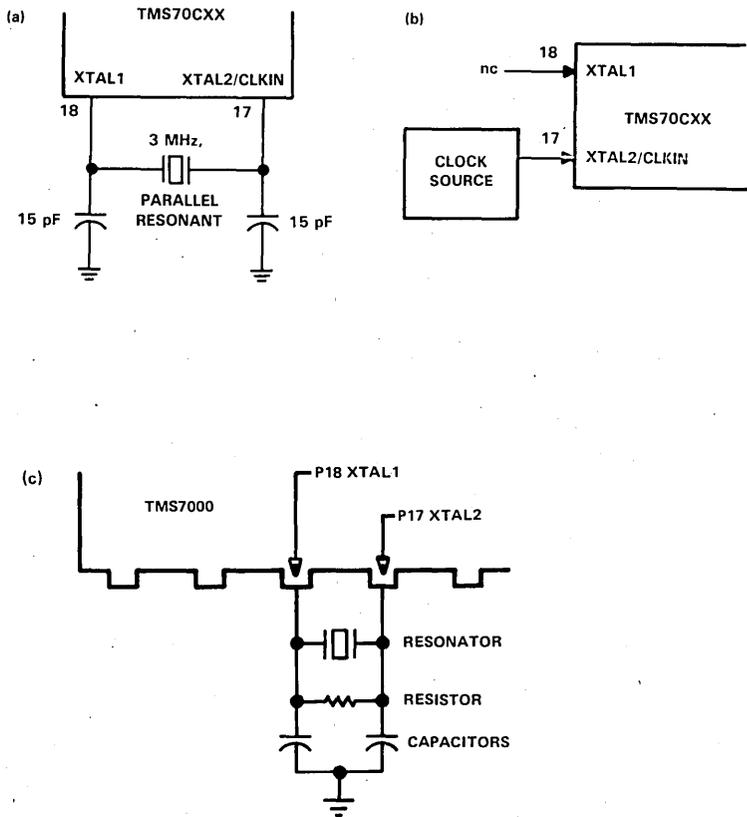 (a)
TMS70CXX
XTAL1 XTAL2/CLKIN
18 17
3 MHz,
PARALLEL
RESONANT
15 pF 15 pF
(b)
18
nc XTAL1
TMS70CXX
17
CLOCK
SOURCE
XTAL2/CLKIN
(c)
P18 XTAL1
TMS7000
P17 XTAL2
RESONATOR
RESISTOR
CAPACITORS